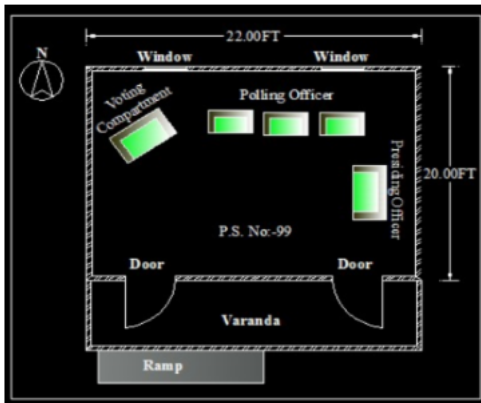 22.00FT
N
Window
Window
Voting
Compartment
Polling Officer
Presiding Officer
20.00FT
P.S. No:-99
Door
Door
Varanda
Ramp